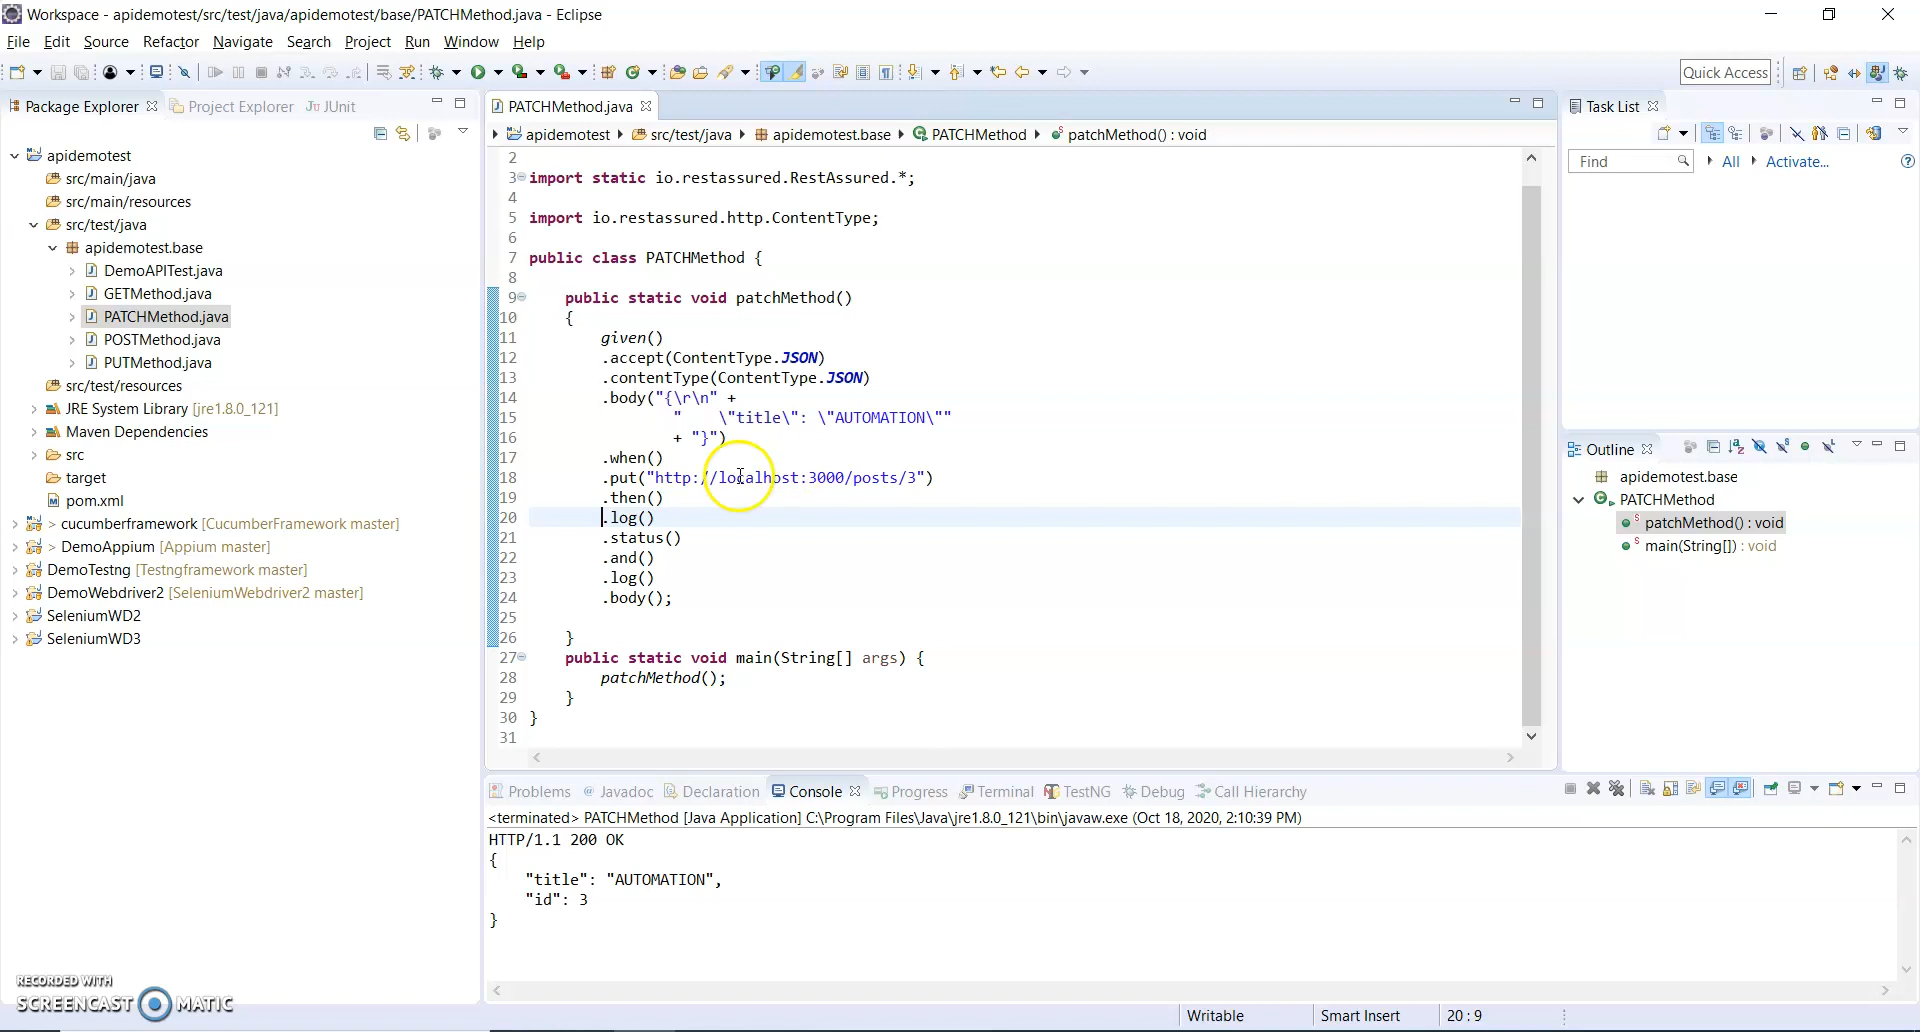 Workspace - apidemotest/src/test/java/apidemotest/base/PATCHMethod.java - Eclipse
File Edit Source Refactor Navigate Search Project Run Window Help
Quick Access
Package Explorer Project Explorer JU JUnit
PATCHMethod.java
Task List
apidemotest src/test/java apidemotest.base PATCHMethod patchMethod() : void
Find All Activate...
apidemotest
src/main/java
src/main/resources
src/test/java
apidemotest.base
DemoAPITest.java
GETMethod.java
PATCHMethod.java
POSTMethod.java
PUTMethod.java
src/test/resources
JRE System Library [jre1.8.0_121]
Maven Dependencies
src
target
pom.xml
> cucumberframework [CucumberFramework master]
> DemoAppium [Appium master]
DemoTestng [Testngframework master]
DemoWebdriver2 [SeleniumWebdriver2 master]
SeleniumWD2
SeleniumWD3
2
3 import static io.restassured.RestAssured.*;
4
5 import io.restassured.http.ContentType;
6
7 public class PATCHMethod {
8
9 public static void patchMethod()
10 {
11 given()
12 .accept(ContentType.JSON)
13 .contentType(ContentType.JSON)
14 .body("{\r\n" +
15 "    \"title\": \"AUTOMATION\""
16 + "}")
17 .when()
18 .put("http://localhost:3000/posts/3")
19 .then()
20 .log()
21 .status()
22 .and()
23 .log()
24 .body();
25
26 }
27 public static void main(String[] args) {
28 patchMethod();
29 }
30 }
31
Outline
apidemotest.base
PATCHMethod
patchMethod() : void
main(String[]) : void
Problems @ Javadoc Declaration Console Progress Terminal TestNG Debug Call Hierarchy
<terminated> PATCHMethod [Java Application] C:\Program Files\Java\jre1.8.0_121\bin\javaw.exe (Oct 18, 2020, 2:10:39 PM)
HTTP/1.1 200 OK
{
"title": "AUTOMATION",
"id": 3
}
RECORDED WITH
SCREENCAST MATIC
Writable Smart Insert 20 : 9